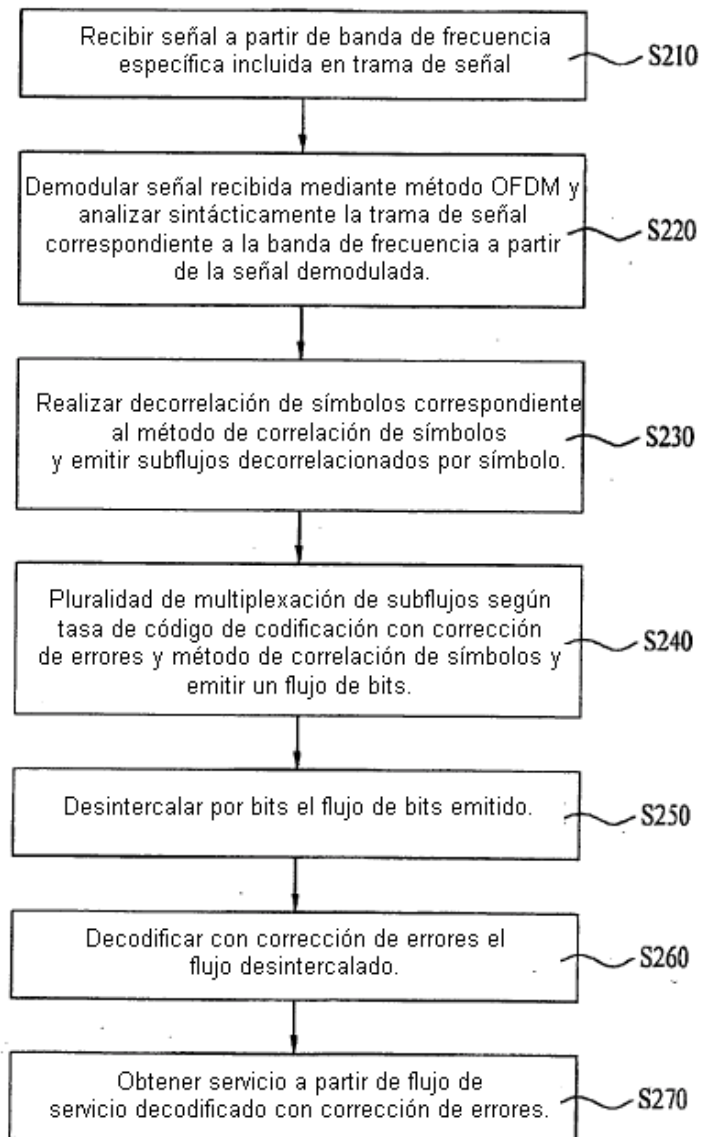 Recibir señal a partir de banda de frecuencia
específica incluida en trama de señal
S210
Demodular señal recibida mediante método OFDM y
analizar sintácticamente la trama de señal
correspondiente a la banda de frecuencia a partir
de la señal demodulada.
S220
Realizar decorrelación de símbolos correspondiente
al método de correlación de símbolos
y emitir subflujos decorrelacionados por símbolo.
S230
Pluralidad de multiplexación de subflujos según
tasa de código de codificación con corrección
de errores y método de correlación de símbolos y
emitir un flujo de bits.
S240
Desintercalar por bits el flujo de bits emitido.
S250
Decodificar con corrección de errores el
flujo desintercalado.
S260
Obtener servicio a partir de flujo de
servicio decodificado con corrección de errores.
S270